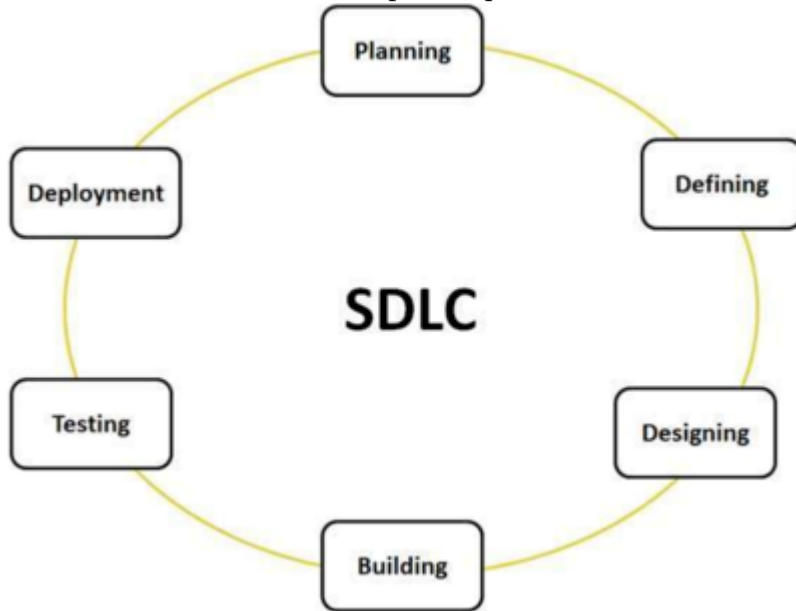 Planning
Defining
Designing
Building
Testing
Deployment
SDLC